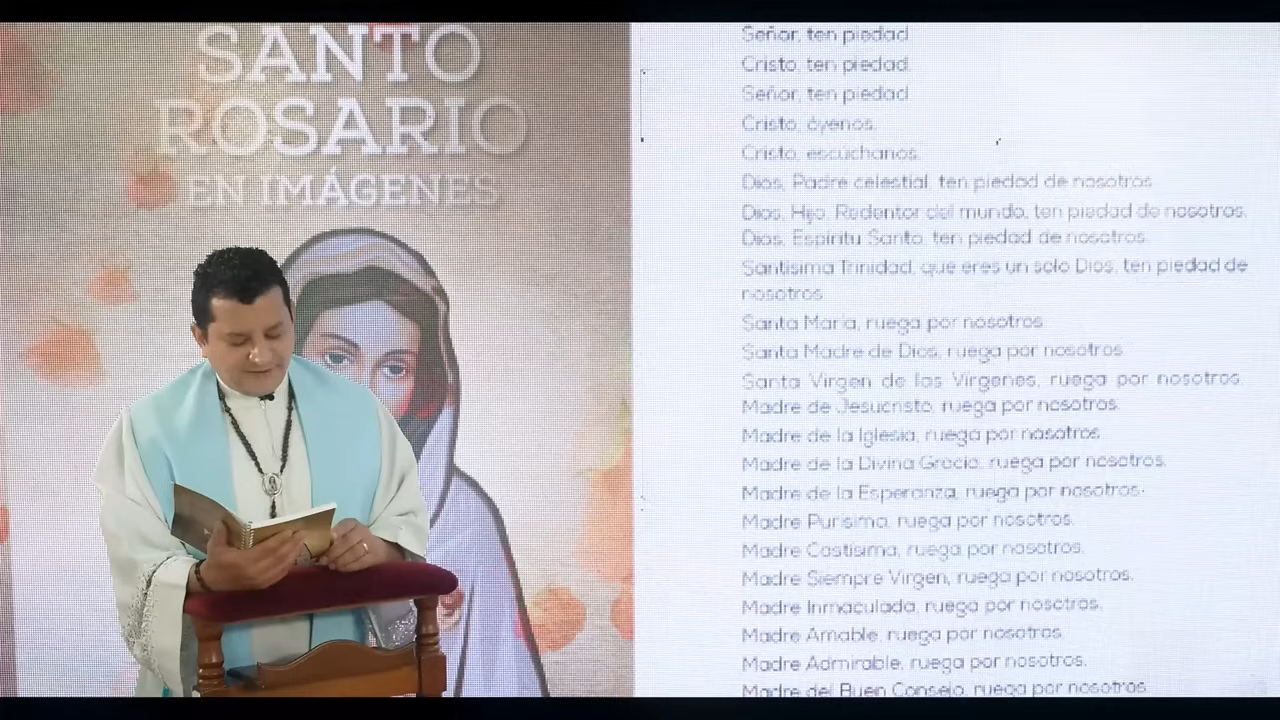 SANTO
ROSARIO
EN IMÁGENES
Señor, ten piedad.
Cristo, ten piedad.
Señor, ten piedad.
Cristo, óyenos.
Cristo, escúchanos.
Dios, Padre celestial, ten piedad de nosotros.
Dios, Hijo, Redentor del mundo, ten piedad de nosotros.
Dios, Espíritu Santo, ten piedad de nosotros.
Santísima Trinidad, que eres un solo Dios, ten piedad de
nosotros.
Santa María, ruega por nosotros.
Santa Madre de Dios, ruega por nosotros.
Santa Virgen de las Vírgenes, ruega por nosotros.
Madre de Jesucristo, ruega por nosotros.
Madre de la Iglesia, ruega por nosotros.
Madre de la Divina Gracia, ruega por nosotros.
Madre de la Esperanza, ruega por nosotros.
Madre Purísima, ruega por nosotros.
Madre Castísima, ruega por nosotros.
Madre Siempre Virgen, ruega por nosotros.
Madre Inmaculada, ruega por nosotros.
Madre Amable, ruega por nosotros.
Madre Admirable, ruega por nosotros.
Madre del Buen Consejo, ruega por nosotros.